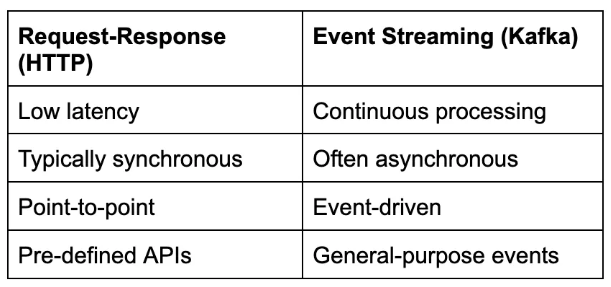 Request-Response
(HTTP)
Event Streaming (Kafka)
Low latency
Continuous processing
Typically synchronous
Often asynchronous
Point-to-point
Event-driven
Pre-defined APIs
General-purpose events